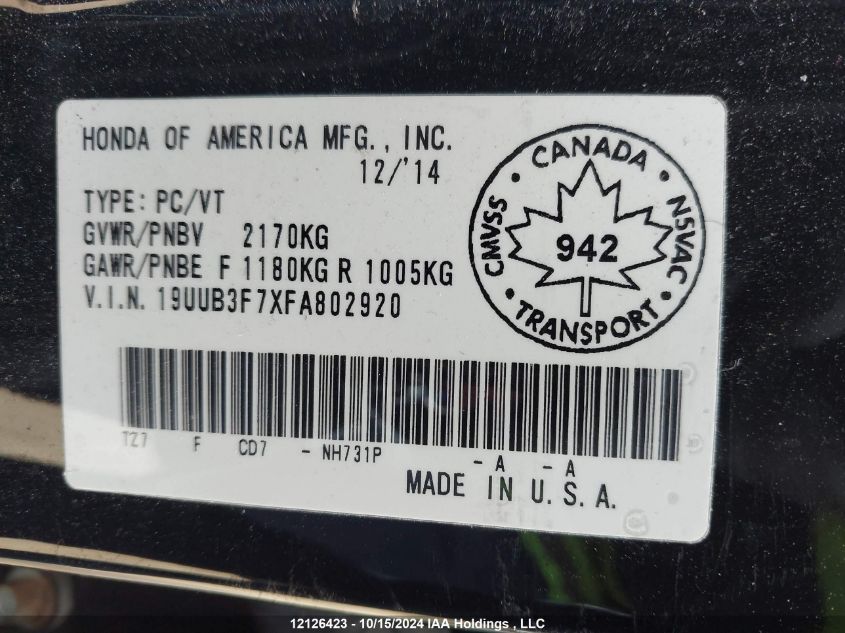 HONDA OF AMERICA MFG., INC.
12/'14
TYPE: PC/VT
GVWR/PNBV 2170KG
GAWR/PNBE F 1180KG R 1005KG
V.I.N. 19UUB3F7XFA802920
CANADA
CMVSS
NSVAC
942
TRANSPORT
TZ7 F CD7 - NH731P - A - A
MADE IN U.S.A.
12126423 - 10/15/2024 IAA Holdings , LLC